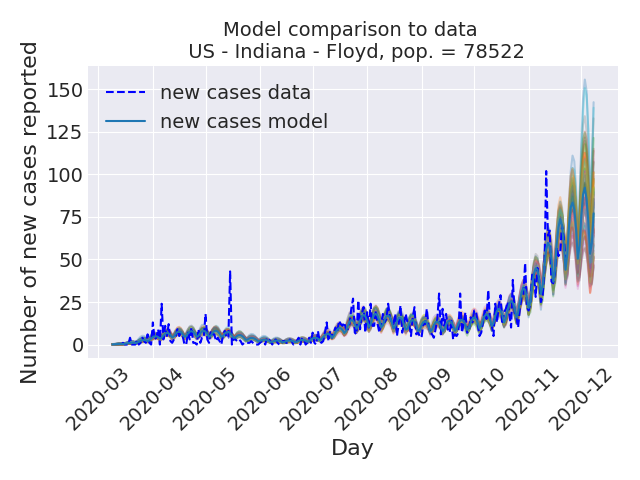 Model comparison to data
US - Indiana - Floyd, pop. = 78522
Number of new cases reported
150
125
100
75
50
25
0
new cases data
new cases model
2020-03
2020-04
2020-05
2020-06
2020-07
2020-08
2020-09
2020-10
2020-11
2020-12
Day